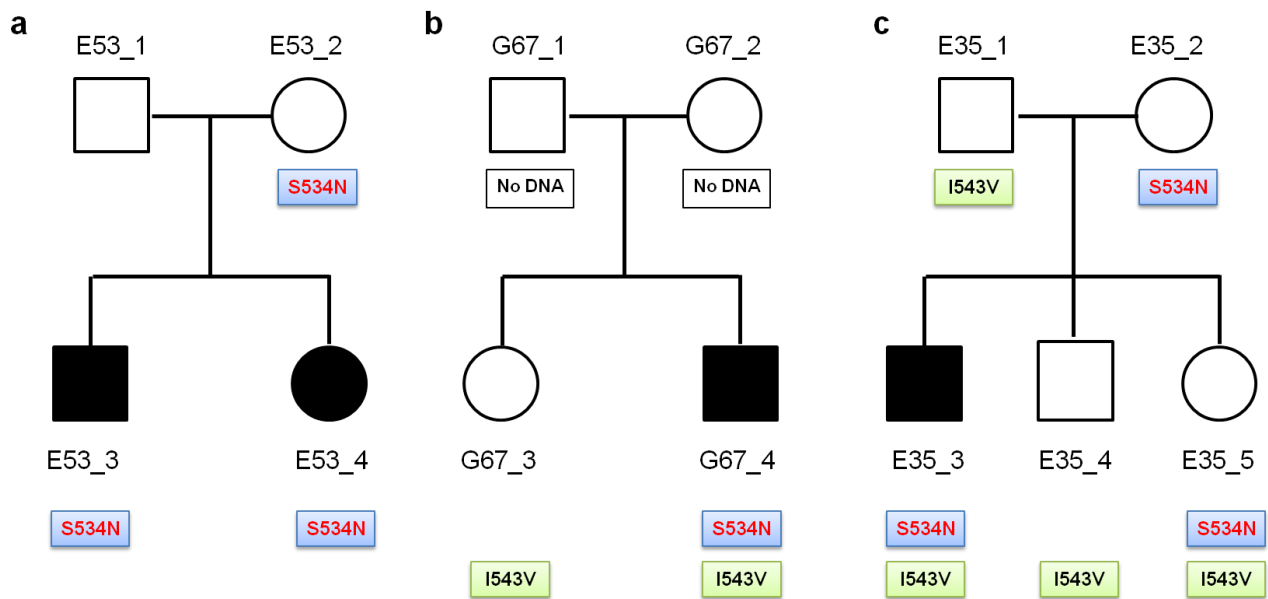 a
E53_1
E53_2
S534N
E53_3
E53_4
S534N
S534N
b
G67_1
G67_2
No DNA
No DNA
G67_3
G67_4
S534N
I543V
I543V
c
E35_1
E35_2
I543V
S534N
E35_3
E35_4
E35_5
S534N
S534N
I543V
I543V
I543V